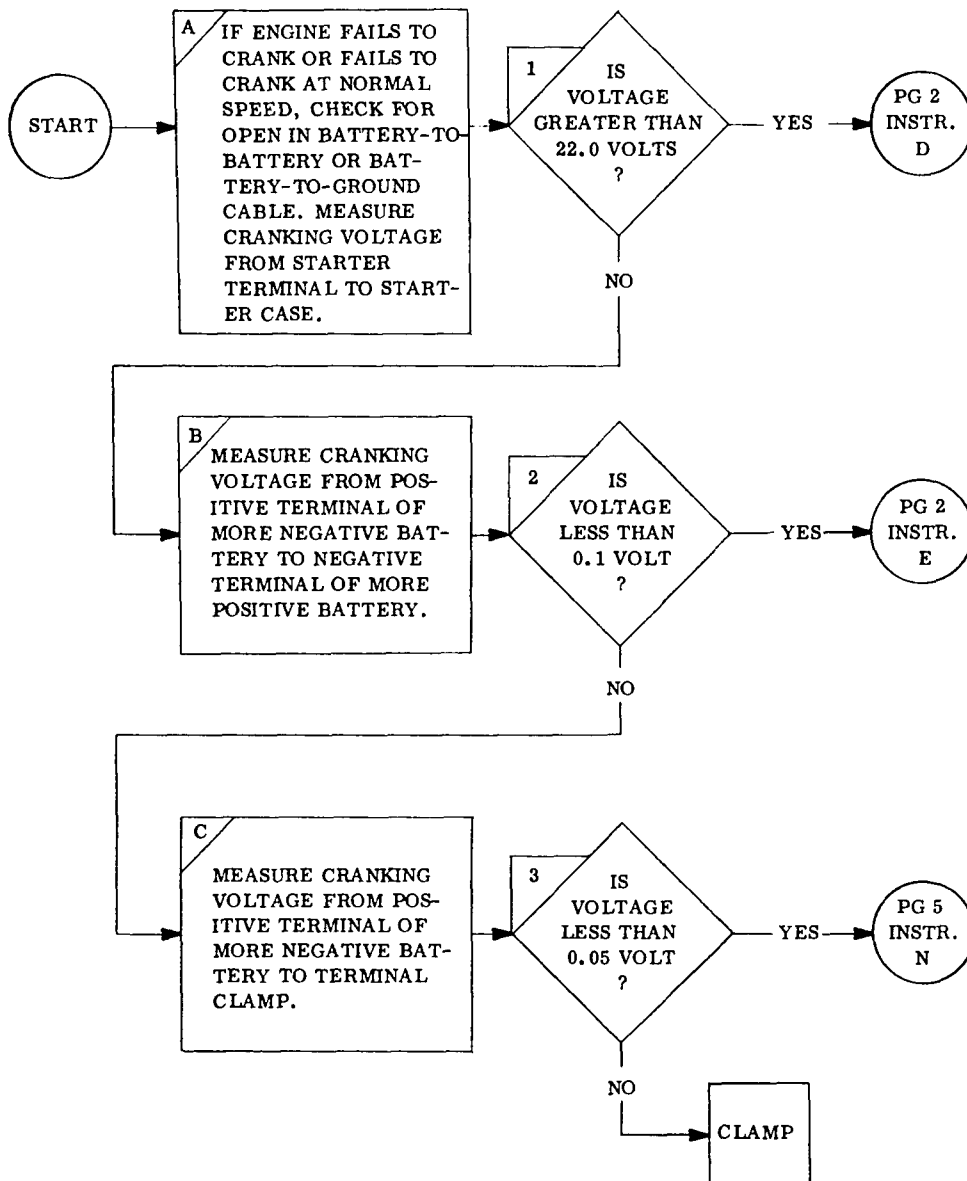 START
A
IF ENGINE FAILS TO
CRANK OR FAILS TO
CRANK AT NORMAL
SPEED, CHECK FOR
OPEN IN BATTERY-TO-
BATTERY OR BAT-
TERY-TO-GROUND
CABLE. MEASURE
CRANKING VOLTAGE
FROM STARTER
TERMINAL TO START-
ER CASE.
1
IS
VOLTAGE
GREATER THAN
22.0 VOLTS
?
YES
PG 2
INSTR.
D
NO
B
MEASURE CRANKING
VOLTAGE FROM POS-
ITIVE TERMINAL OF
MORE NEGATIVE BAT-
TERY TO NEGATIVE
TERMINAL OF MORE
POSITIVE BATTERY.
2
IS
VOLTAGE
LESS THAN
0.1 VOLT
?
YES
PG 2
INSTR.
E
NO
C
MEASURE CRANKING
VOLTAGE FROM POS-
ITIVE TERMINAL OF
MORE NEGATIVE BAT-
TERY TO TERMINAL
CLAMP.
3
IS
VOLTAGE
LESS THAN
0.05 VOLT
?
YES
PG 5
INSTR.
N
NO
CLAMP